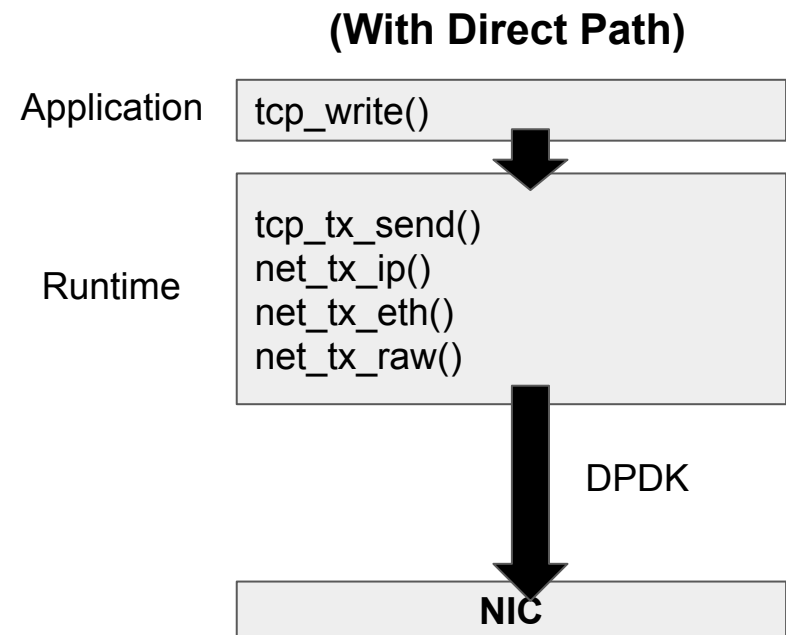 (With Direct Path)
Application
tcp_write()
Runtime
tcp_tx_send()
net_tx_ip()
net_tx_eth()
net_tx_raw()
DPDK
NIC